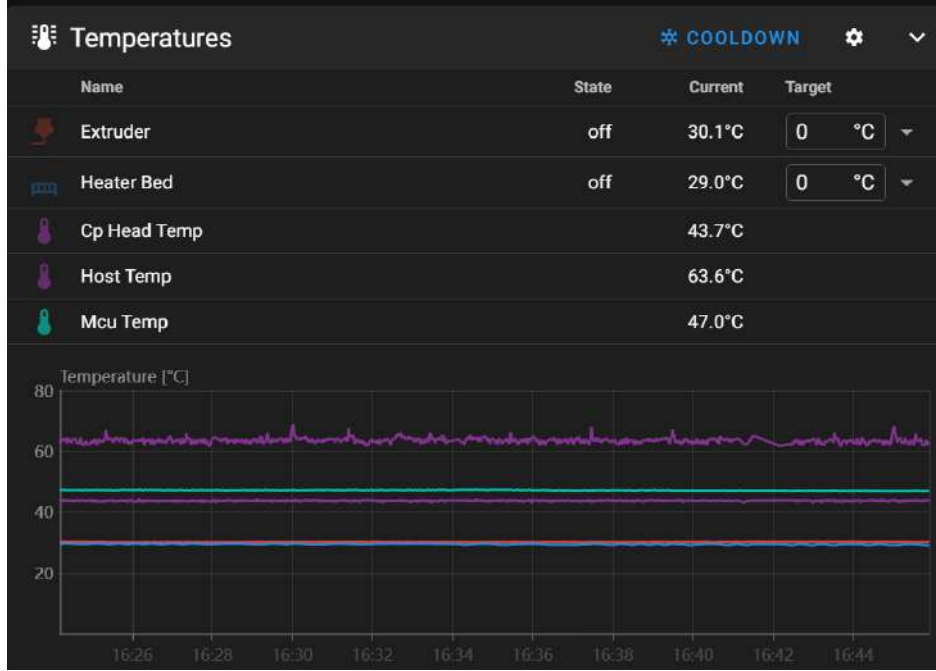 Temperatures COOLDOWN
Name State Current Target
Extruder off 30.1°C 0 °C
Heater Bed off 29.0°C 0 °C
Cp Head Temp 43.7°C
Host Temp 63.6°C
Mcu Temp 47.0°C
Temperature [°C]
80
60
40
20
16:26 16:28 16:30 16:32 16:34 16:36 16:38 16:40 16:42 16:44